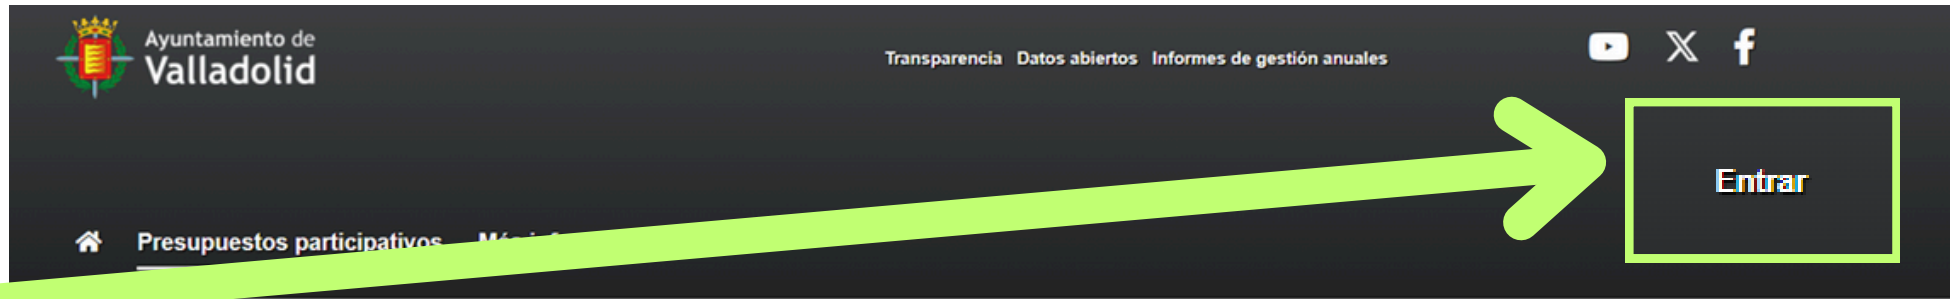 Ayuntamiento de
Valladolid
Transparencia Datos abiertos Informes de gestión anuales
Entrar
Presupuestos participativos